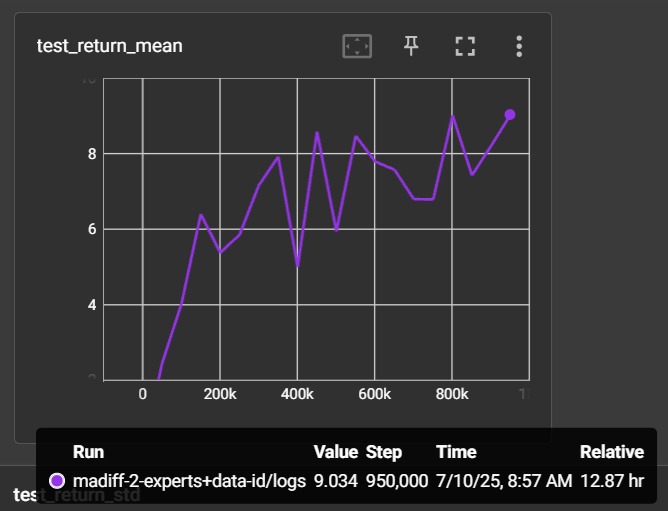 test_return_mean
8
6
4
0 200k 400k 600k 800k
Run Value Step Time Relative
madiff-2-experts+data-id/logs 9.034 950,000 7/10/25, 8:57 AM 12.87 hr
test_return_std